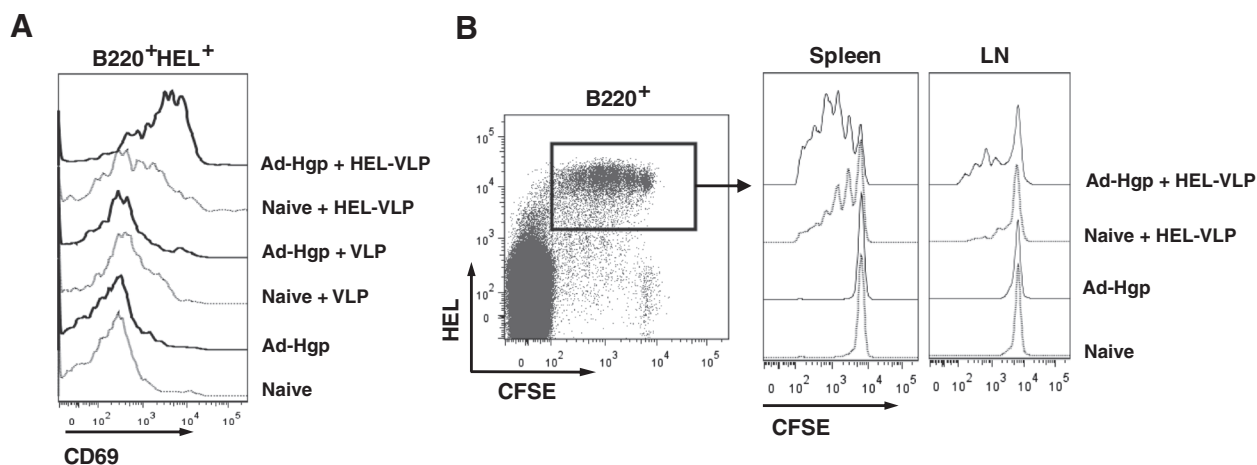 A
B220+HEL+
Ad-Hgp + HEL-VLP
Naive + HEL-VLP
Ad-Hgp + VLP
Naive + VLP
Ad-Hgp
Naive
0 10² 10³ 10⁴ 10⁵
CD69
B
B220+
10⁵
10⁴
10³
10²
0
HEL
0 10² 10³ 10⁴ 10⁵
CFSE
Spleen
LN
Ad-Hgp + HEL-VLP
Naive + HEL-VLP
Ad-Hgp
Naive
0 10² 10³ 10⁴ 10⁵
0 10² 10³ 10⁴ 10⁵
CFSE